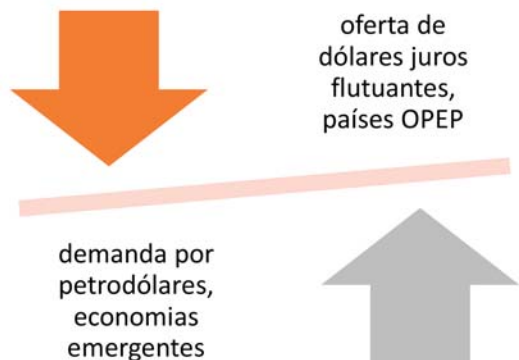 oferta de
dólares juros
flutuantes,
países OPEP
demanda por
petrodólares,
economias
emergentes